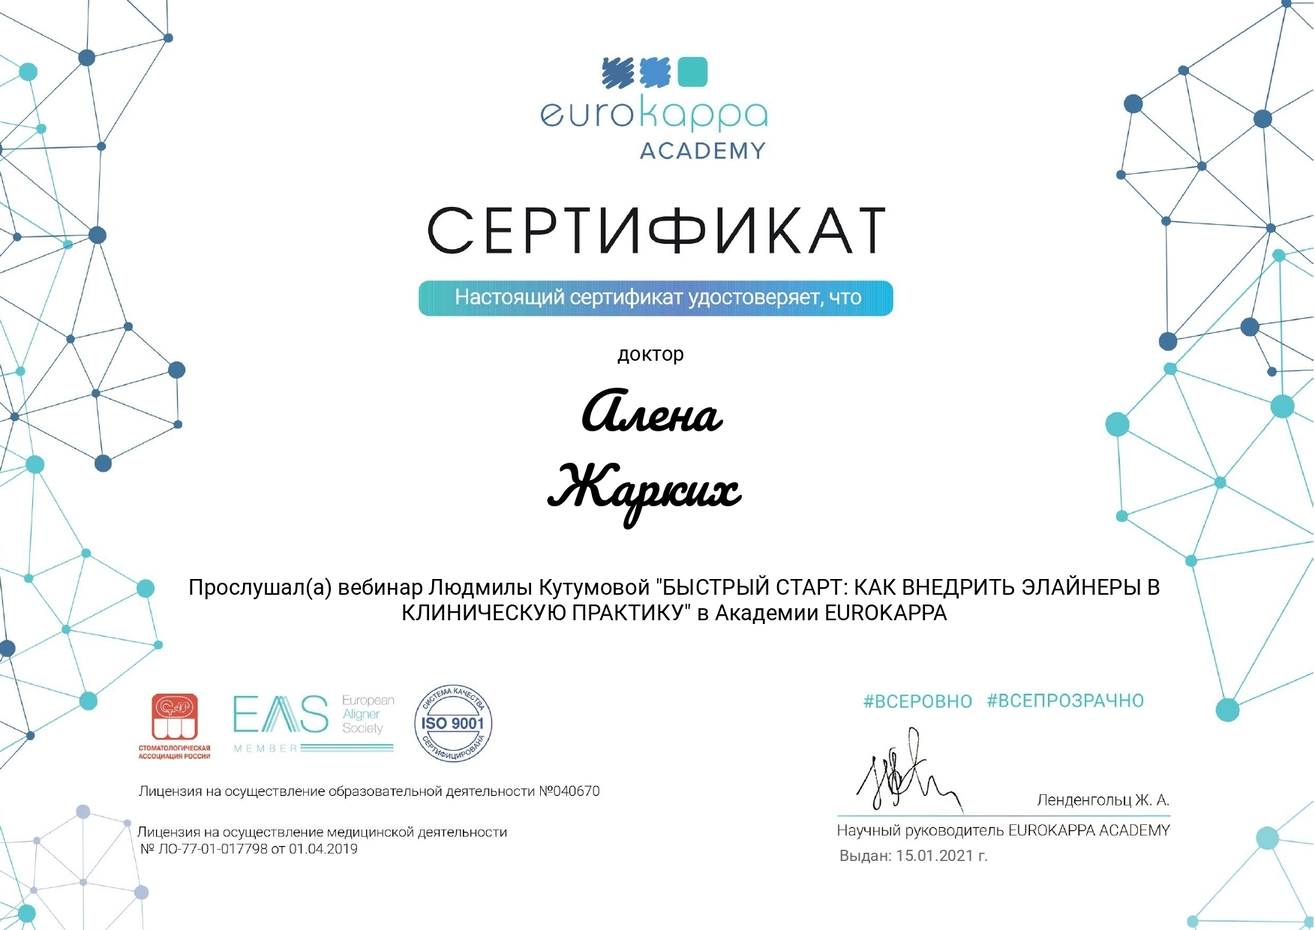 eurokappa
ACADEMY
СЕРТИФИКАТ
Настоящий сертификат удостоверяет, что
доктор
Алена
Жарких
Прослушал(а) вебинар Людмилы Кутумовой "БЫСТРЫЙ СТАРТ: КАК ВНЕДРИТЬ ЭЛАЙНЕРЫ В
КЛИНИЧЕСКУЮ ПРАКТИКУ" в Академии EUROKAPPA
СТОМАТОЛОГИЧЕСКАЯ
АССОЦИАЦИЯ РОССИИ
EAS
European
Aligner
Society
MEMBER
СИСТЕМА КАЧЕСТВА
ISO 9001
СЕРТИФИЦИРОВАНА
#ВСЕРОВНО #ВСЕПРОЗРАЧНО
Лицензия на осуществление образовательной деятельности №040670
Лицензия на осуществление медицинской деятельности
№ ЛО-77-01-017798 от 01.04.2019
Ленденгольц Ж. А.
Научный руководитель EUROKAPPA ACADEMY
Выдан: 15.01.2021 г.